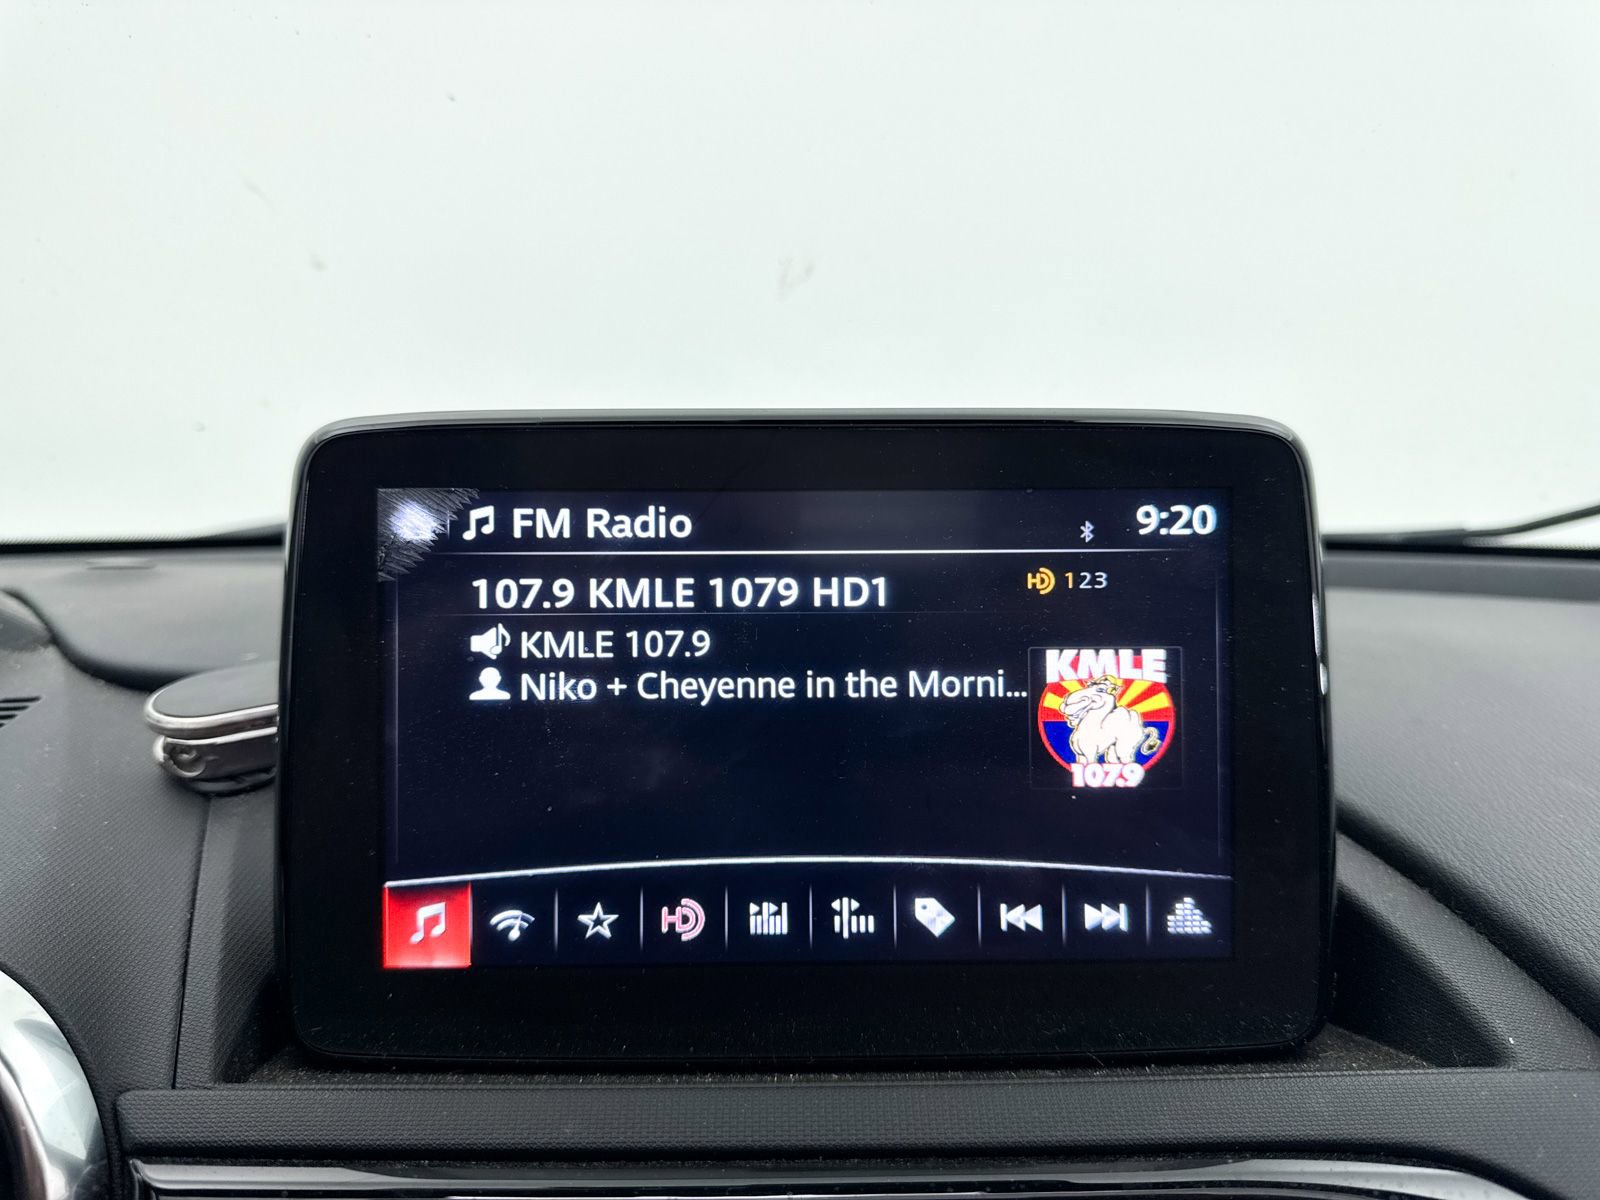 FM Radio
9:20
107.9 KMLE 1079 HD1
HD 123
KMLE 107.9
Niko + Cheyenne in the Morni...
KMLE
107.9
HD